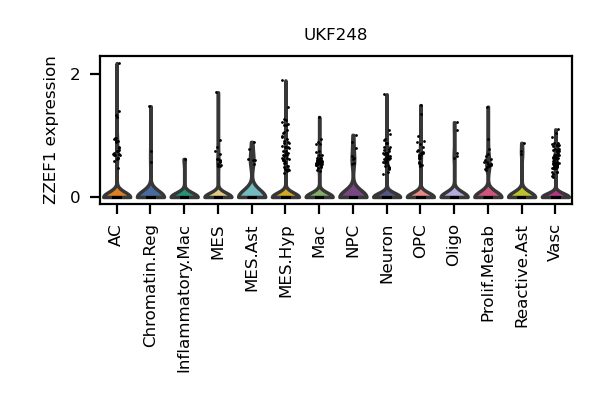 UKF248
ZZEF1 expression
2
0
AC
Chromatin.Reg
Inflammatory.Mac
MES
MES.Ast
MES.Hyp
Mac
NPC
Neuron
OPC
Oligo
Prolif.Metab
Reactive.Ast
Vasc